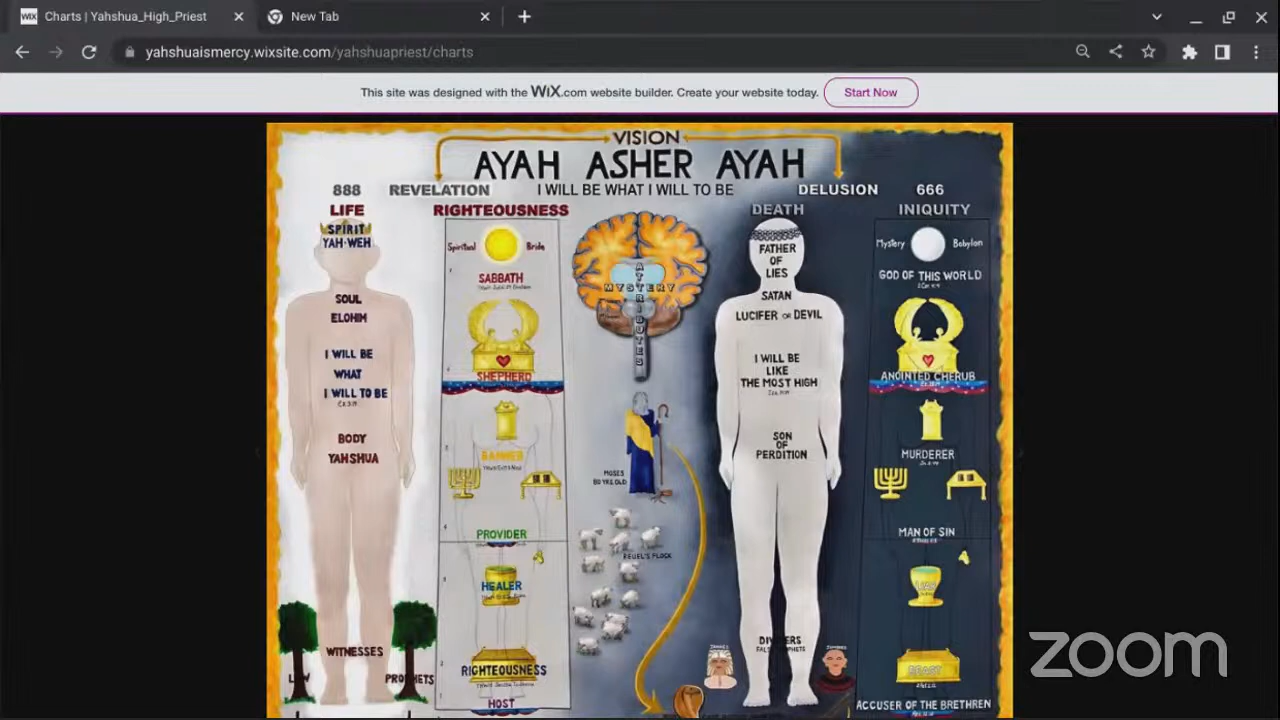 Charts | Yahshua_High_Priest
New Tab
yahshuaismercy.wixsite.com/yahshuapriest/charts
This site was designed with the WiX.com website builder. Create your website today.
Start Now
VISION
AYAH ASHER AYAH
888 REVELATION I WILL BE WHAT I WILL TO BE DELUSION 666
LIFE RIGHTEOUSNESS DEATH INIQUITY
SPIRIT
YAH-WEH
SOUL
ELOHIM
I WILL BE
WHAT
I WILL TO BE
BODY
YAHSHUA
WITNESSES
LAW PROPHETS
Spiritual Bride
SABBATH
SHEPHERD
BANNER
PROVIDER
HEALER
RIGHTEOUSNESS
HOST
MYSTERY
ATTRIBUTES
MOSES
80 YRS OLD
REUEL'S FLOCK
FATHER
OF
LIES
SATAN
LUCIFER or DEVIL
I WILL BE
LIKE
THE MOST HIGH
SON
OF
PERDITION
Mystery Babylon
GOD OF THIS WORLD
ANOINTED CHERUB
MURDERER
MAN OF SIN
LIAR
BEAST
ACCUSER OF THE BRETHREN
zoom